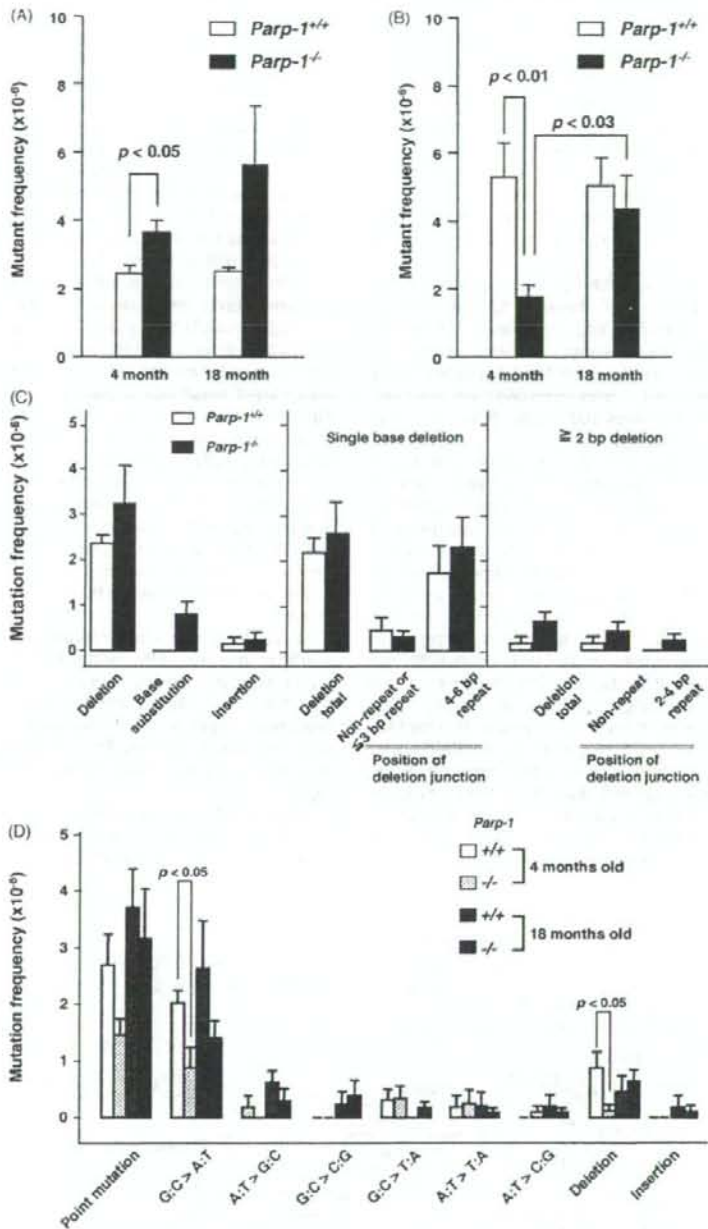 (A)
Parp-1+/+
Parp-1-/-
Mutant frequency (x10-6)
10
8
6
4
2
0
p < 0.05
4 month
18 month
(B)
Parp-1+/+
Parp-1-/-
Mutant frequency (x10-6)
10
8
6
4
2
0
p < 0.01
p < 0.03
4 month
18 month
(C)
Parp-1+/+
Parp-1-/-
Mutation frequency (x10-6)
5
4
3
2
1
0
Single base deletion
≧ 2 bp deletion
Deletion
Base
substitution
Insertion
Deletion
total
Non-repeat or
≦3 bp repeat
4-6 bp
repeat
Position of
deletion junction
Deletion
total
Non-repeat
2-4 bp
repeat
Position of
deletion junction
(D)
Mutation frequency (x10-6)
5
4
3
2
1
0
Parp-1
+/+
-/-
4 months old
+/+
-/-
18 months old
p < 0.05
p < 0.05
Point mutation
G:C > A:T
A:T > G:C
G:C > C:G
G:C > T:A
A:T > T:A
A:T > C:G
Deletion
Insertion